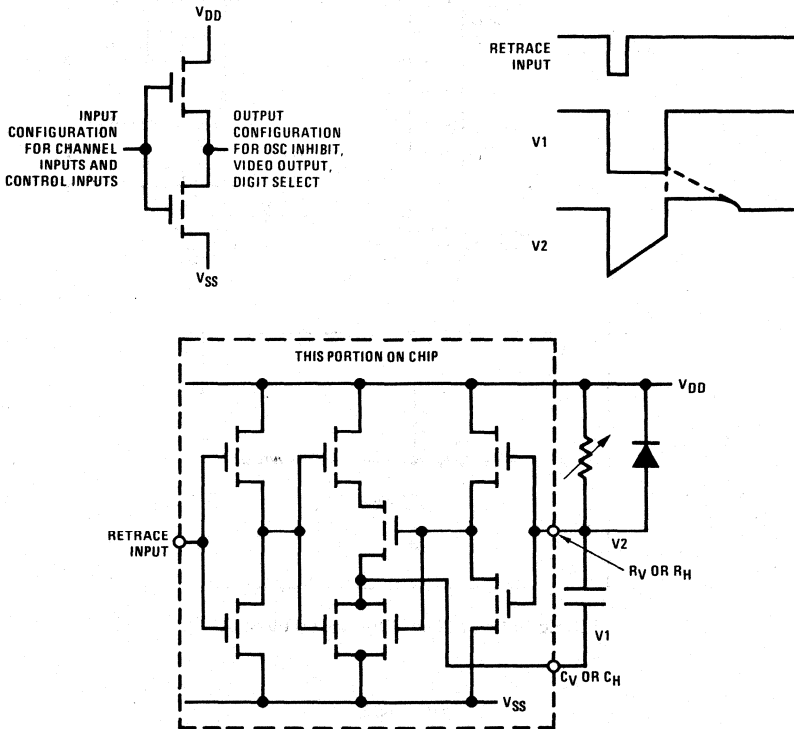 VDD
INPUT
CONFIGURATION
FOR CHANNEL
INPUTS AND
CONTROL INPUTS
OUTPUT
CONFIGURATION
FOR OSC INHIBIT,
VIDEO OUTPUT,
DIGIT SELECT
VSS
RETRACE
INPUT
V1
V2
THIS PORTION ON CHIP
VDD
RETRACE
INPUT
V2
RV OR RH
V1
CV OR CH
VSS